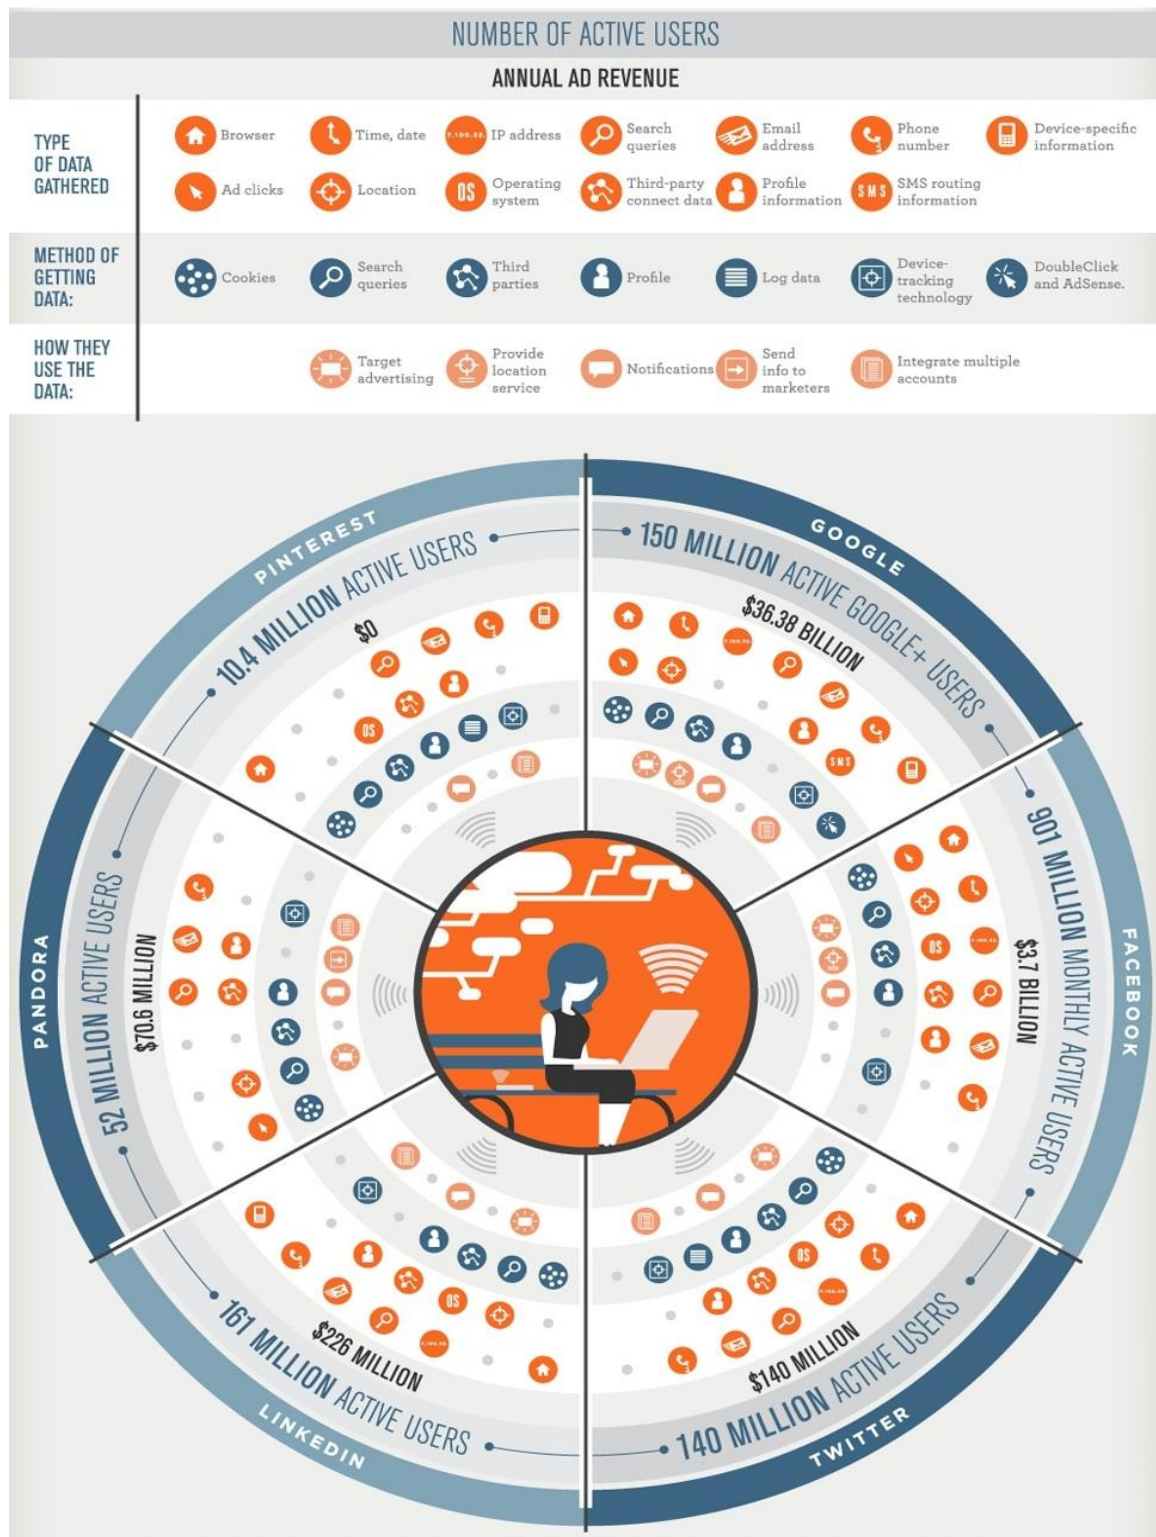 NUMBER OF ACTIVE USERS
ANNUAL AD REVENUE
TYPE
OF DATA
GATHERED
Browser
Time, date
IP address
Search
queries
Email
address
Phone
number
Device-specific
information
Ad clicks
Location
OS
Operating
system
Third-party
connect data
Profile
information
SMS
SMS routing
information
METHOD OF
GETTING
DATA:
Cookies
Search
queries
Third
parties
Profile
Log data
Device-
tracking
technology
DoubleClick
and AdSense.
HOW THEY
USE THE
DATA:
Target
advertising
Provide
location
service
Notifications
Send
info to
marketers
Integrate multiple
accounts
PINTEREST
10.4 MILLION ACTIVE USERS
$0
OS
GOOGLE
150 MILLION ACTIVE GOOGLE+ USERS
$36.38 BILLION
SMS
FACEBOOK
901 MILLION MONTHLY ACTIVE USERS
$3.7 BILLION
OS
TWITTER
140 MILLION ACTIVE USERS
$140 MILLION
OS
LINKEDIN
161 MILLION ACTIVE USERS
$226 MILLION
OS
PANDORA
52 MILLION ACTIVE USERS
$70.6 MILLION